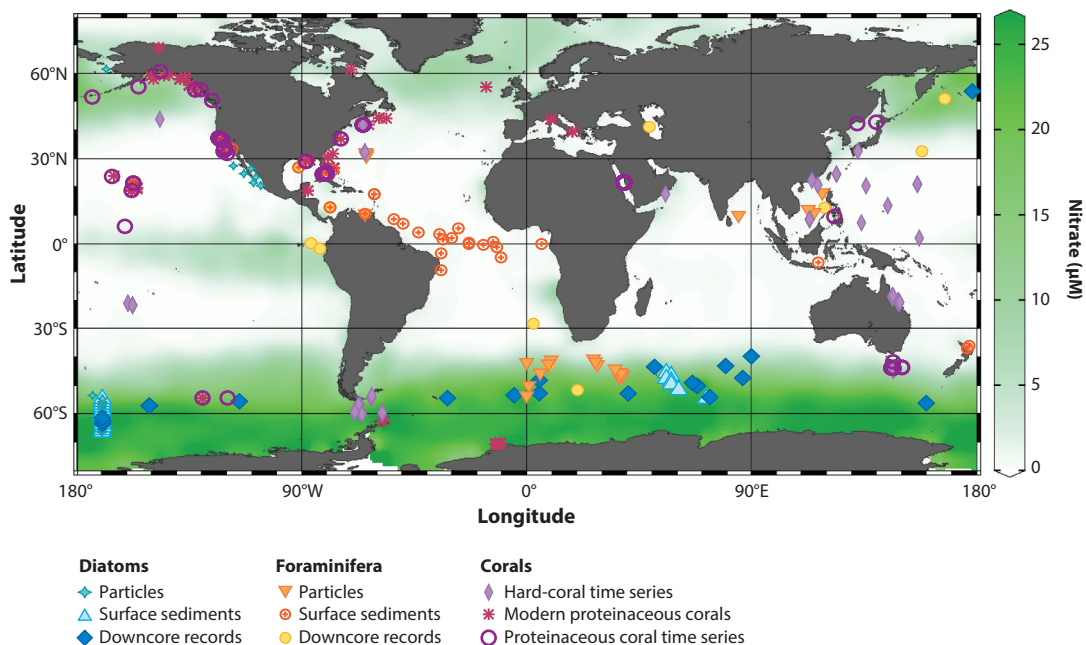 60°N
30°N
0°
30°S
60°S
Latitude
180°
90°W
0°
90°E
180°
Longitude
25
20
15
10
5
0
Nitrate (µM)
Diatoms
Particles
Surface sediments
Downcore records
Foraminifera
Particles
Surface sediments
Downcore records
Corals
Hard-coral time series
Modern proteinaceous corals
Proteinaceous coral time series